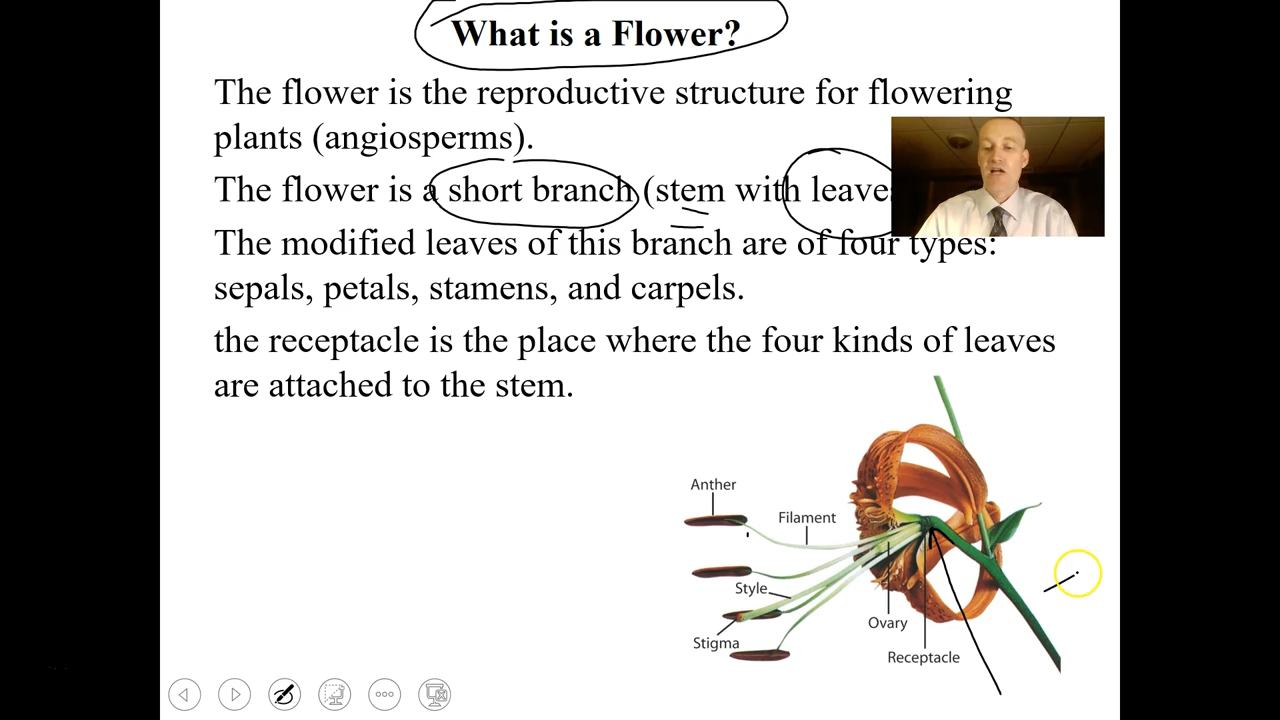 What is a Flower?
The flower is the reproductive structure for flowering
plants (angiosperms).
The flower is a short branch (stem with leaves
The modified leaves of this branch are of four types:
sepals, petals, stamens, and carpels.
the receptacle is the place where the four kinds of leaves
are attached to the stem.
Anther
Filament
Style
Ovary
Stigma
Receptacle